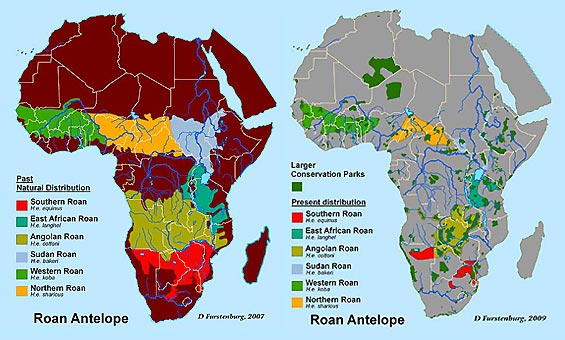 Past
Natural Distribution
Southern Roan
H.e. equinus
East African Roan
H.e. langhel
Angolan Roan
H.e. cottoni
Sudan Roan
H.e. bakeri
Western Roan
H.e. koba
Northern Roan
H.e. sharicus
Roan Antelope
D Furstenburg, 2007
Larger
Conservation Parks
Present distribution
Southern Roan
H.e. equinus
East African Roan
H.e. langhel
Angolan Roan
H.e. cottoni
Sudan Roan
H.e. bakeri
Western Roan
H.e. koba
Northern Roan
H.e. sharicus
Roan Antelope
D Furstenburg, 2009